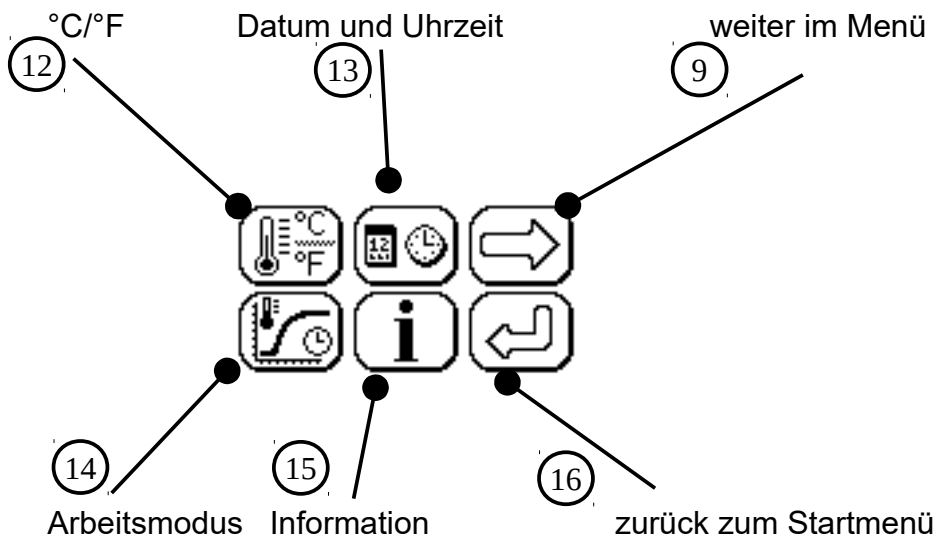 °C/°F Datum und Uhrzeit weiter im Menü
12 13 9
°C 12
°F
i
14 15 16
Arbeitsmodus Information zurück zum Startmenü